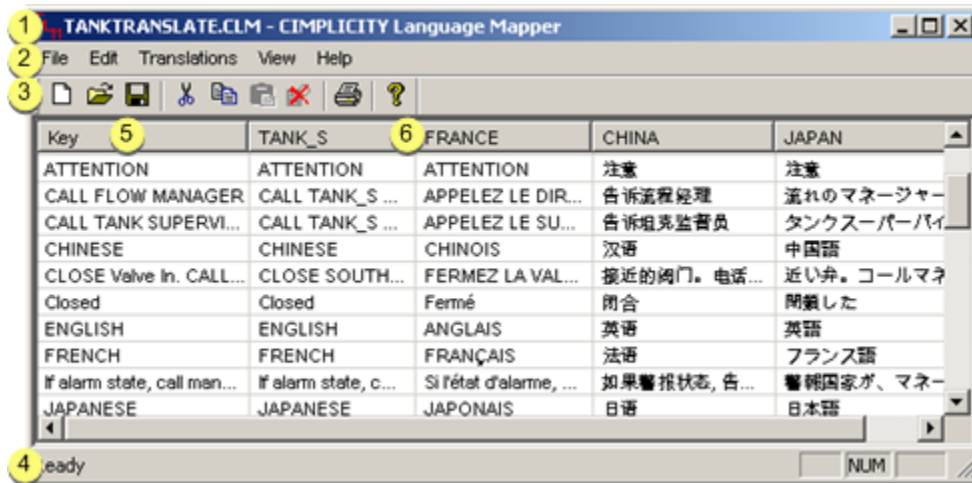 1 TANKTRANSLATE.CLM - CIMPLICITY Language Mapper
2 File Edit Translations View Help
3
Key 5 TANK_S 6 FRANCE CHINA JAPAN
ATTENTION ATTENTION ATTENTION 注意 注意
CALL FLOW MANAGER CALL TANK_S ... APPELEZ LE DIR... 告诉流程经理 流れのマネージャー
CALL TANK SUPERVI... CALL TANK_S ... APPELEZ LE SU... 告诉坦克监督员 タンクスーパーバイ
CHINESE CHINESE CHINOIS 汉语 中国語
CLOSE Valve In. CALL... CLOSE SOUTH... FERMEZ LA VAL... 接近的阀门。电话... 近い弁。コールマネ
Closed Closed Fermé 闭合 閉鎖した
ENGLISH ENGLISH ANGLAIS 英语 英語
FRENCH FRENCH FRANÇAIS 法语 フランス語
If alarm state, call man... If alarm state, c... Si l'état d'alarme, ... 如果警报状态, 告... 警報国家が、マネー
JAPANESE JAPANESE JAPONAIS 日语 日本語
4 eady NUM